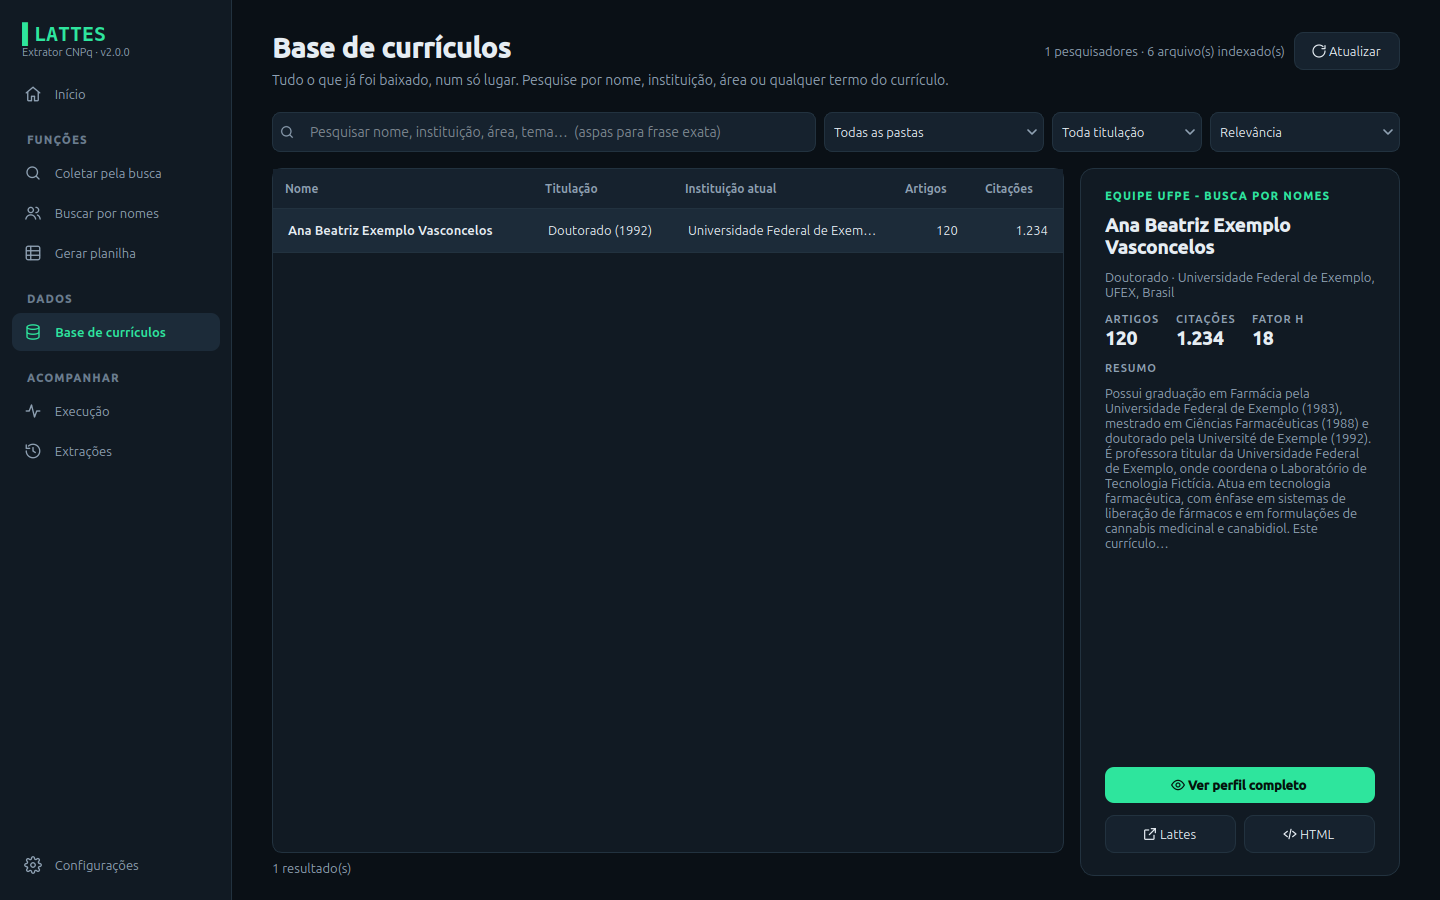 LATTES
Extrator CNPq · v2.0.0
Início
FUNÇÕES
Coletar pela busca
Buscar por nomes
Gerar planilha
DADOS
Base de currículos
ACOMPANHAR
Execução
Extrações
Configurações
Base de currículos
Tudo o que já foi baixado, num só lugar. Pesquise por nome, instituição, área ou qualquer termo do currículo.
1 pesquisadores · 6 arquivo(s) indexado(s)
Atualizar
Pesquisar nome, instituição, área, tema… (aspas para frase exata)
Todas as pastas
Toda titulação
Relevância
Nome Titulação Instituição atual Artigos Citações
Ana Beatriz Exemplo Vasconcelos Doutorado (1992) Universidade Federal de Exem… 120 1.234
1 resultado(s)
EQUIPE UFPE - BUSCA POR NOMES
Ana Beatriz Exemplo
Vasconcelos
Doutorado · Universidade Federal de Exemplo,
UFEX, Brasil
ARTIGOS CITAÇÕES FATOR H
120 1.234 18
RESUMO
Possui graduação em Farmácia pela
Universidade Federal de Exemplo (1983),
mestrado em Ciências Farmacêuticas (1988) e
doutorado pela Université de Exemple (1992).
É professora titular da Universidade Federal
de Exemplo, onde coordena o Laboratório de
Tecnologia Fictícia. Atua em tecnologia
farmacêutica, com ênfase em sistemas de
liberação de fármacos e em formulações de
cannabis medicinal e canabidiol. Este
currículo…
Ver perfil completo
Lattes
HTML